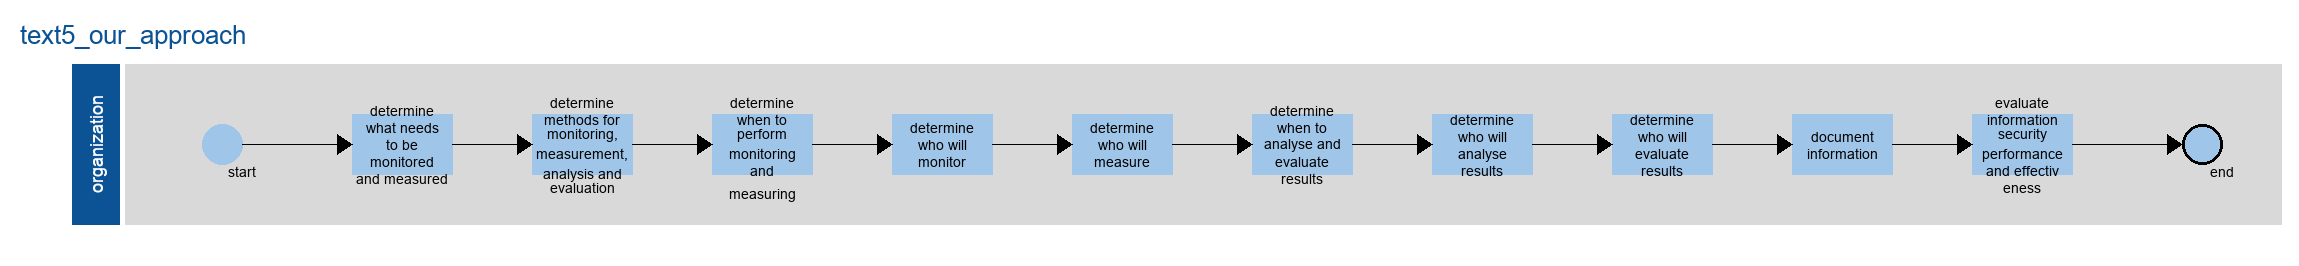 text5_our_approach
organization
start
determine
what needs
to be
monitored
and measured
determine
methods for
monitoring,
measurement,
analysis and
evaluation
determine
when to
perform
monitoring
and
measuring
determine
who will
monitor
determine
who will
measure
determine
when to
analyse and
evaluate
results
determine
who will
analyse
results
determine
who will
evaluate
results
document
information
evaluate
information
security
performance
and effectiv
eness
end